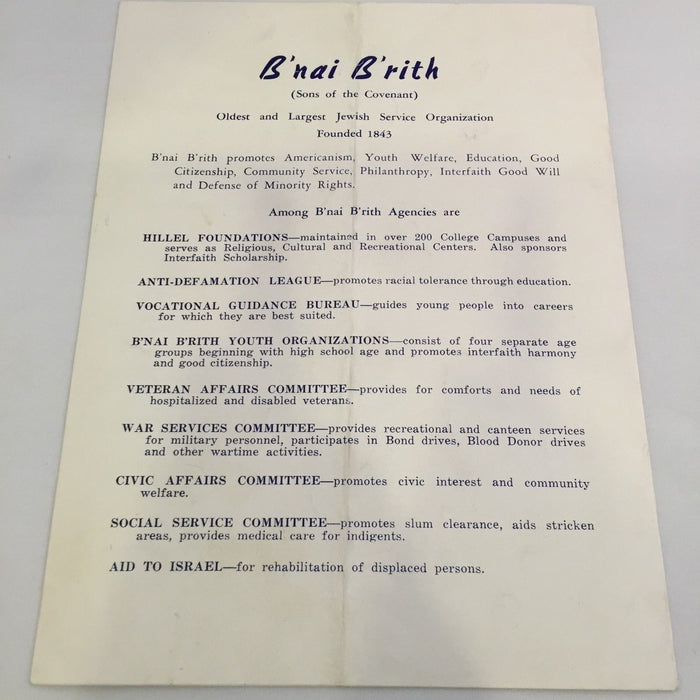 B'nai B'rith
(Sons of the Covenant)
Oldest and Largest Jewish Service Organization
Founded 1843
B'nai B'rith promotes Americanism, Youth Welfare, Education, Good
Citizenship, Community Service, Philanthropy, Interfaith Good Will
and Defense of Minority Rights.
Among B'nai B'rith Agencies are
HILLEL FOUNDATIONS—maintained in over 200 College Campuses and
serves as Religious, Cultural and Recreational Centers. Also sponsors
Interfaith Scholarship.
ANTI-DEFAMATION LEAGUE—promotes racial tolerance through education.
VOCATIONAL GUIDANCE BUREAU—guides young people into careers
for which they are best suited.
B'NAI B'RITH YOUTH ORGANIZATIONS—consist of four separate age
groups beginning with high school age and promotes interfaith harmony
and good citizenship.
VETERAN AFFAIRS COMMITTEE—provides for comforts and needs of
hospitalized and disabled veterans.
WAR SERVICES COMMITTEE—provides recreational and canteen services
for military personnel, participates in Bond drives, Blood Donor drives
and other wartime activities.
CIVIC AFFAIRS COMMITTEE—promotes civic interest and community
welfare.
SOCIAL SERVICE COMMITTEE—promotes slum clearance, aids stricken
areas, provides medical care for indigents.
AID TO ISRAEL—for rehabilitation of displaced persons.